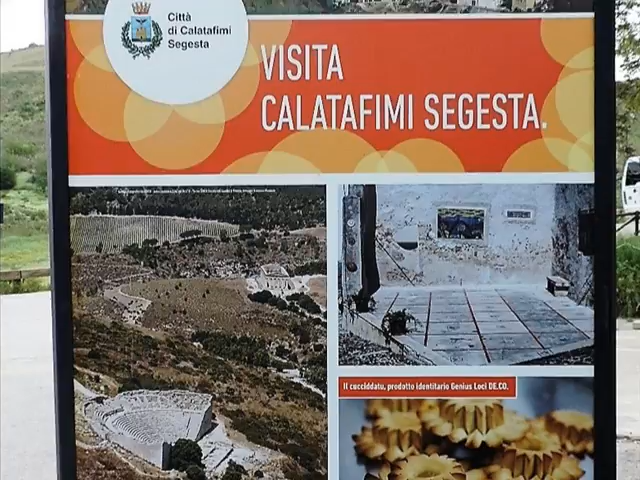 Città
di Calatafimi
Segesta
VISITA
CALATAFIMI SEGESTA.
Il cucciddatu, prodotto identitario Genius Loci DE.CO.